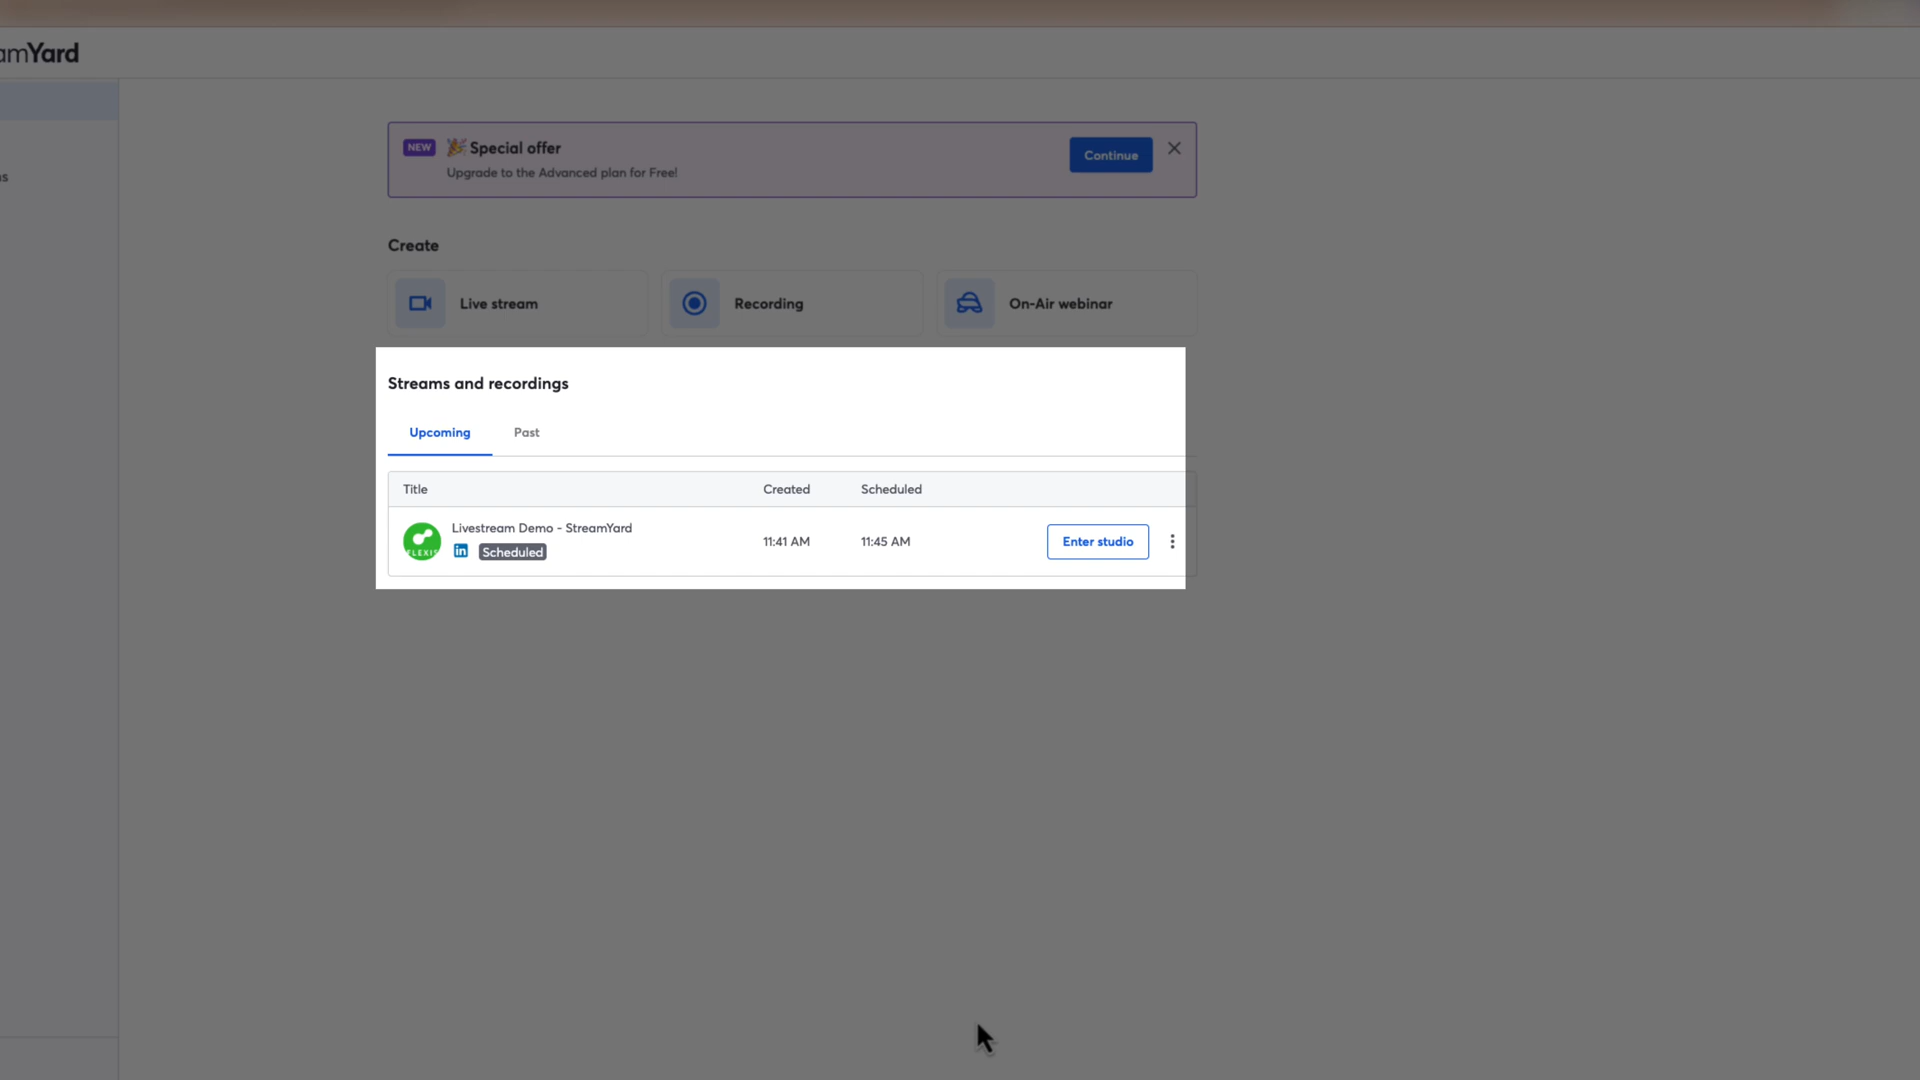 amYard
NEW Special offer
Upgrade to the Advanced plan for Free!
Continue
s
Create
Live stream
Recording
On-Air webinar
Streams and recordings
Upcoming Past
Title Created Scheduled
Livestream Demo - StreamYard
in Scheduled
FLEXIS
11:41 AM 11:45 AM
Enter studio